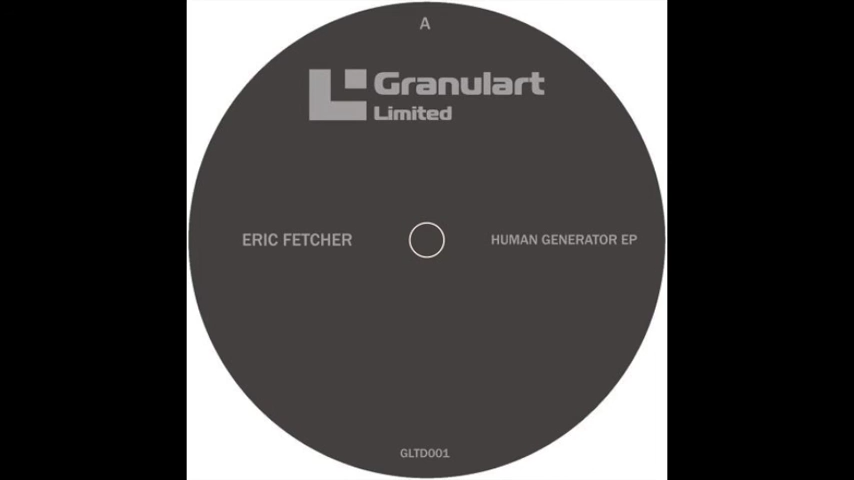 A
Granulart
Limited
ERIC FETCHER
HUMAN GENERATOR EP
GLTD001